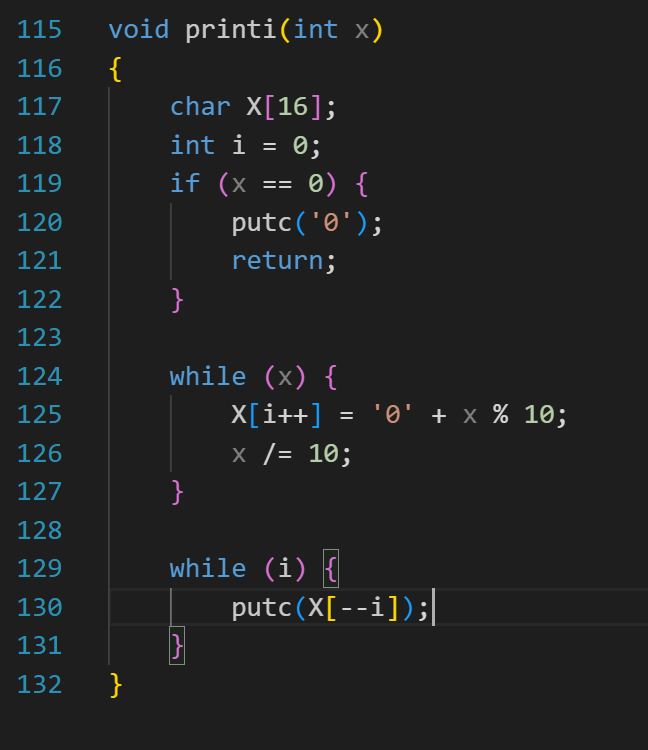 115 void printi(int x)
116 {
117     char X[16];
118     int i = 0;
119     if (x == 0) {
120         putc('0');
121         return;
122     }
123
124     while (x) {
125         X[i++] = '0' + x % 10;
126         x /= 10;
127     }
128
129     while (i) {
130         putc(X[--i]);
131     }
132 }